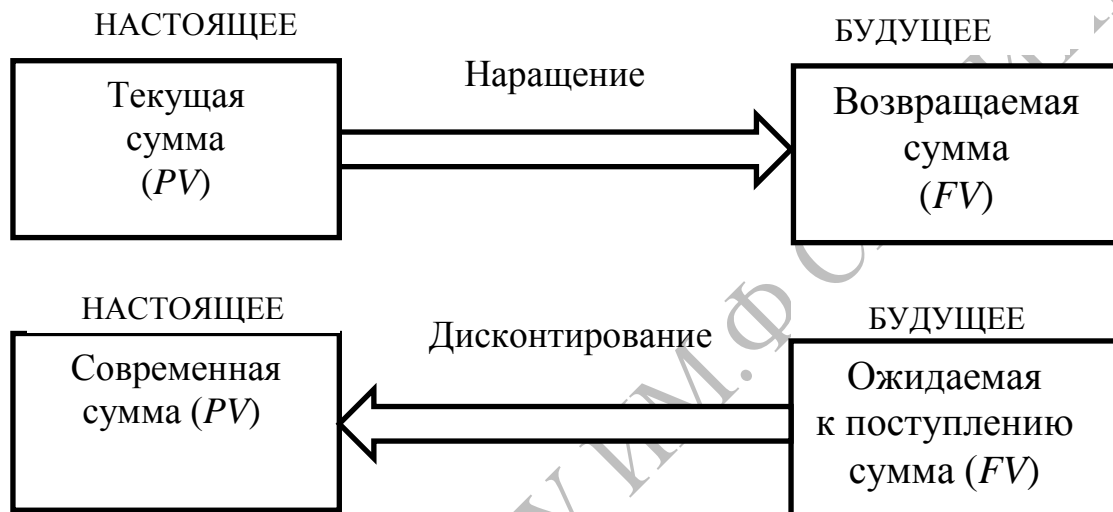 НАСТОЯЩЕЕ
БУДУЩЕЕ
Наращение
Текущая
сумма
(PV)
Возвращаемая
сумма
(FV)
НАСТОЯЩЕЕ
БУДУЩЕЕ
Дисконтирование
Современная
сумма (PV)
Ожидаемая
к поступлению
сумма (FV)
ИМ.Ф